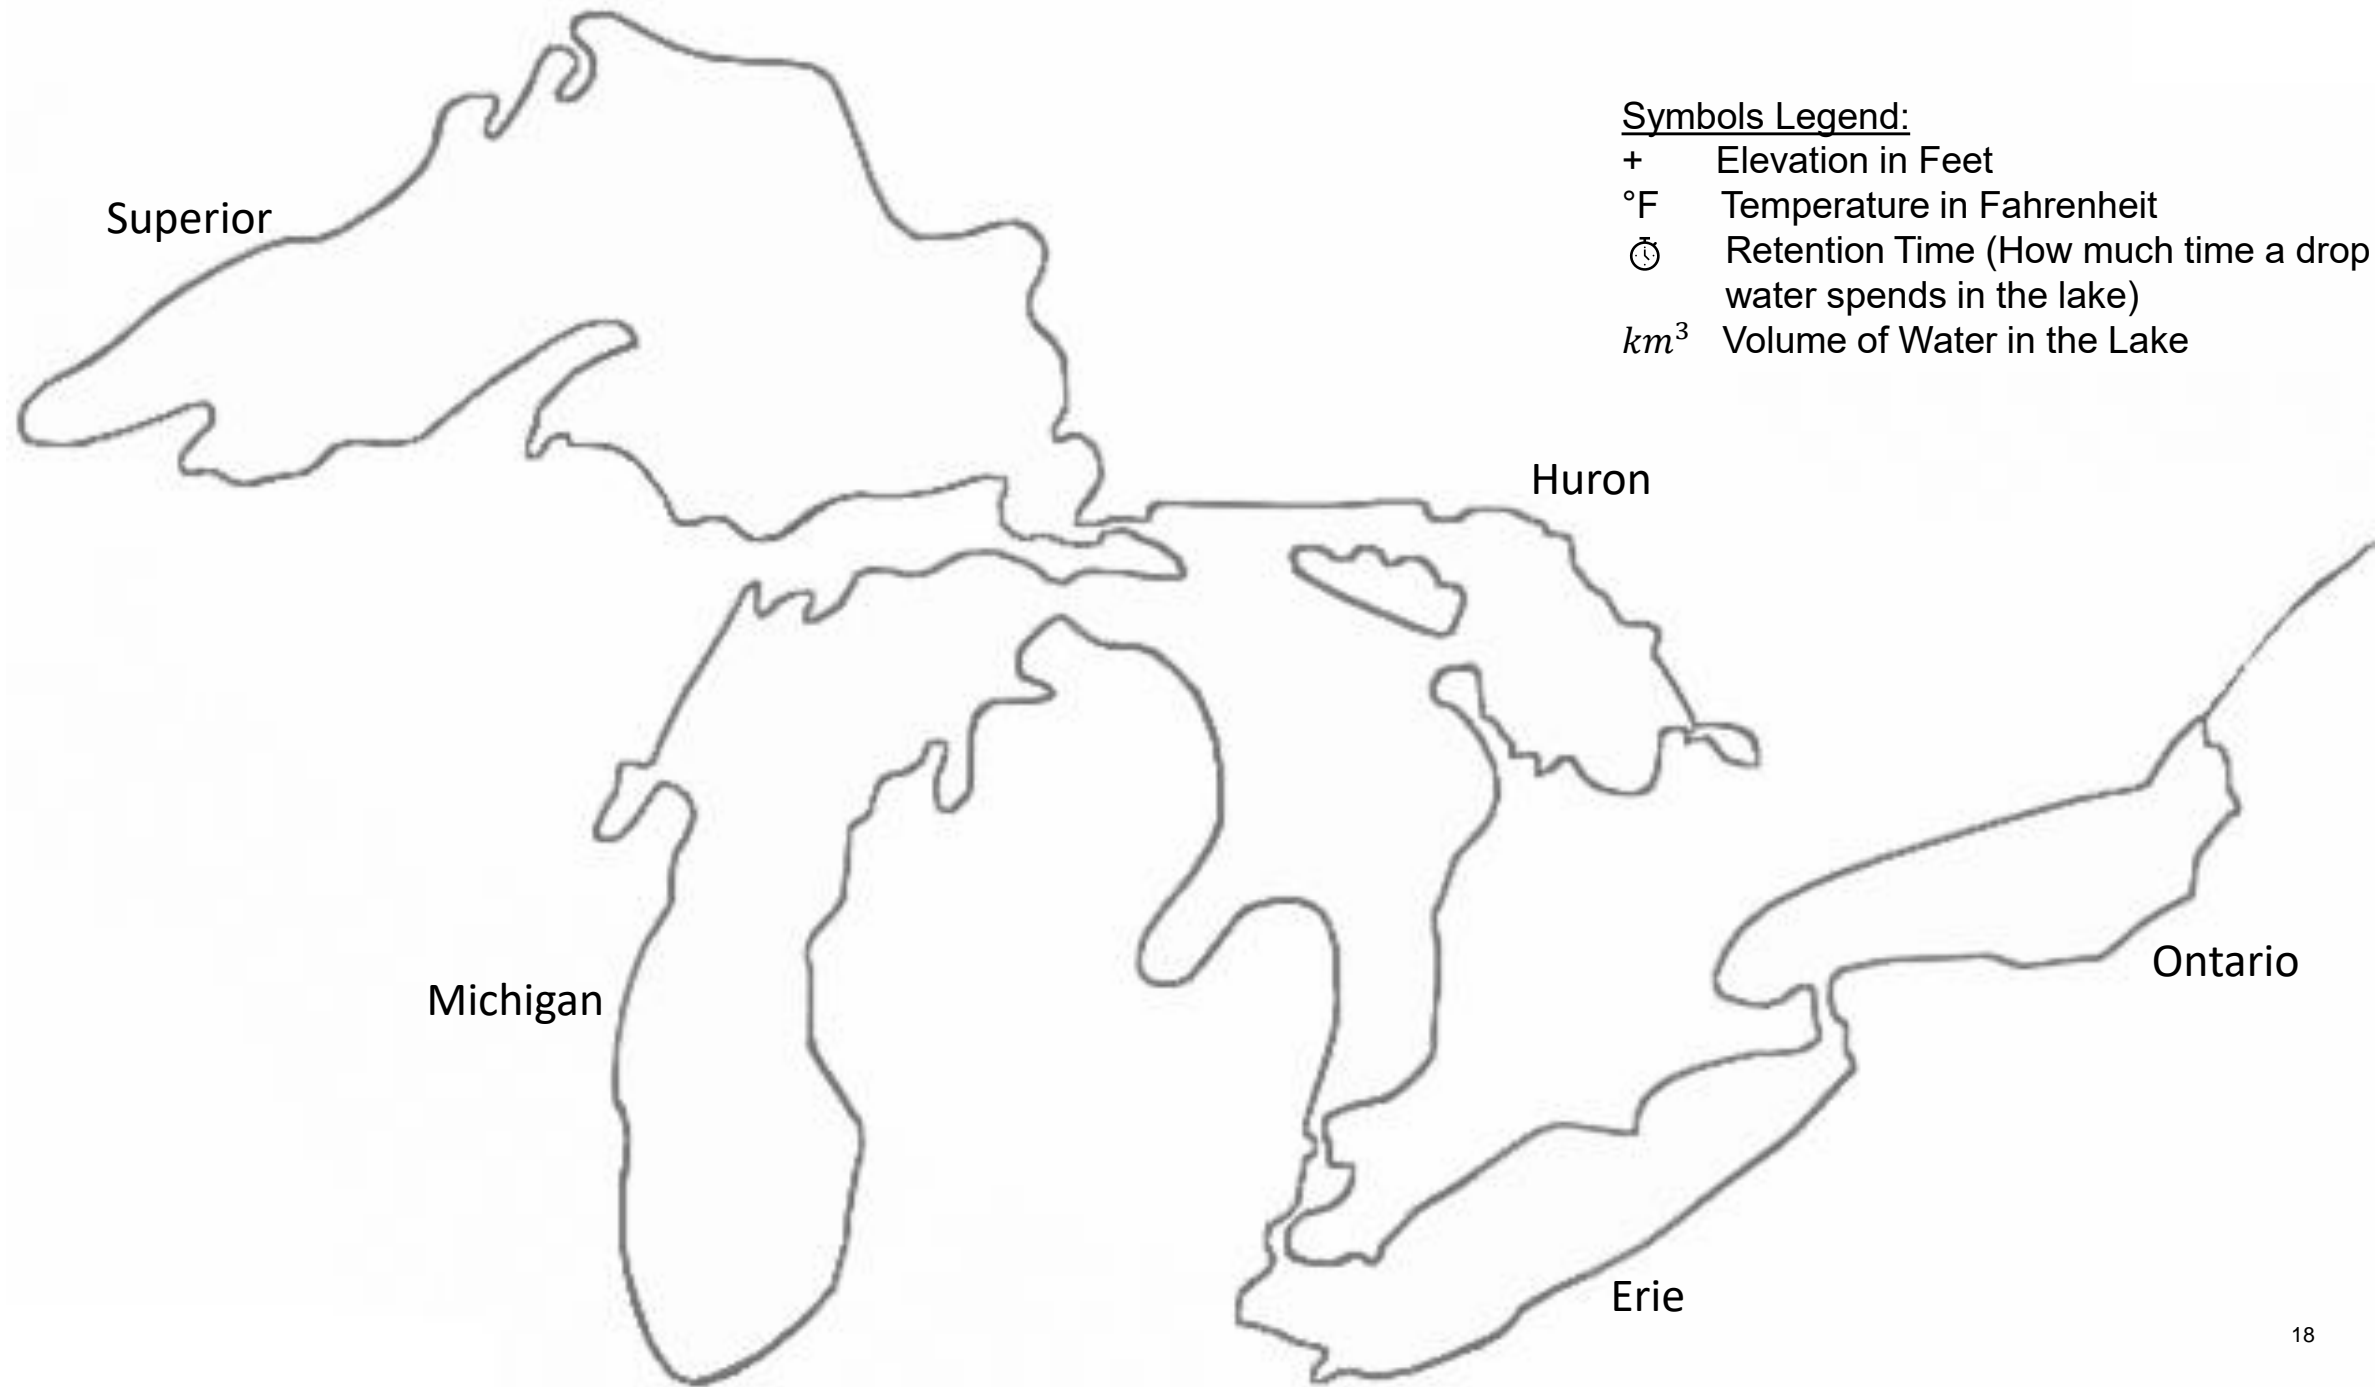 Symbols Legend:
+ Elevation in Feet
°F Temperature in Fahrenheit
⏱ Retention Time (How much time a drop
water spends in the lake)
km³ Volume of Water in the Lake
Superior
Huron
Michigan
Ontario
Erie
18